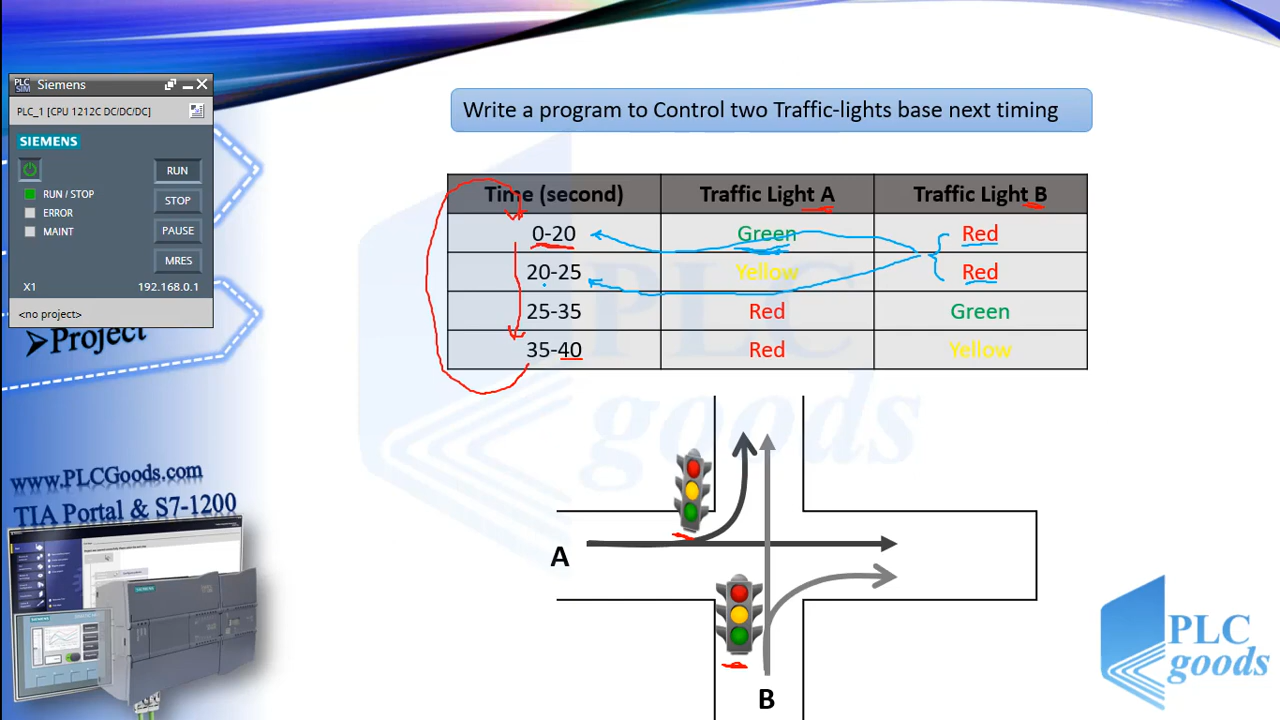 Siemens
PLC_1 [CPU 1212C DC/DC/DC]
SIEMENS
RUN
RUN / STOP
STOP
ERROR
MAINT
PAUSE
MRES
X1 192.168.0.1
<no project>
Project
www.PLCGoods.com
TIA Portal & S7-1200
Write a program to Control two Traffic-lights base next timing
Time (second) Traffic Light A Traffic Light B
0-20 Green Red
20-25 Yellow Red
25-35 Red Green
35-40 Red Yellow
PLC
goods
A
B
PLC
goods